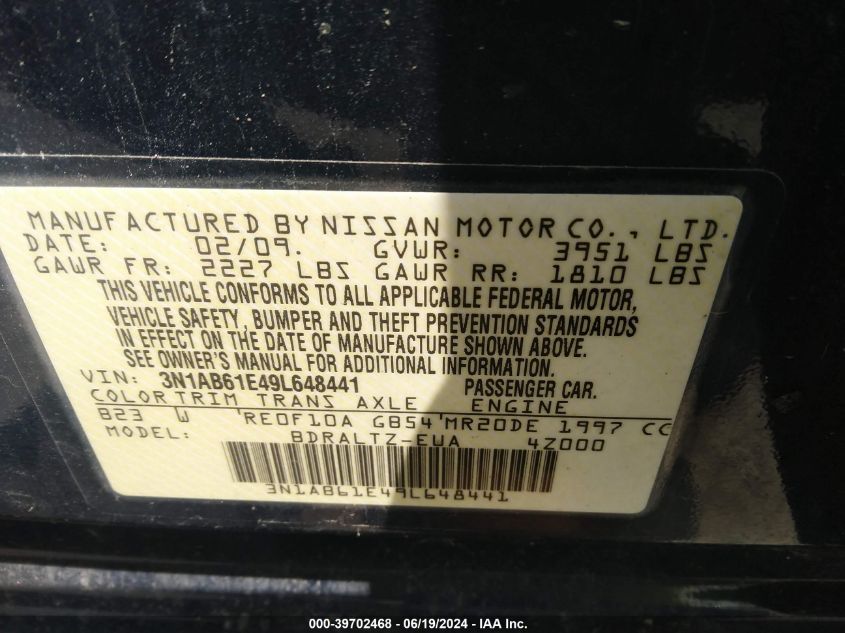 MANUFACTURED BY NISSAN MOTOR CO., LTD.
DATE: 02/09. GVWR: 3951 LBS
GAWR FR: 2227 LBS GAWR RR: 1810 LBS
THIS VEHICLE CONFORMS TO ALL APPLICABLE FEDERAL MOTOR,
VEHICLE SAFETY, BUMPER AND THEFT PREVENTION STANDARDS
IN EFFECT ON THE DATE OF MANUFACTURE SHOWN ABOVE.
SEE OWNER'S MANUAL FOR ADDITIONAL INFORMATION.
VIN: 3N1AB61E49L648441 PASSENGER CAR.
COLOR TRIM TRANS AXLE ENGINE
B23 W 'RE0F10A GB54'MR20DE 1997 CC
MODEL: BDRALTZ-EWA 4Z000
3N1AB61E49L648441
000-39702468 - 06/19/2024 - IAA Inc.